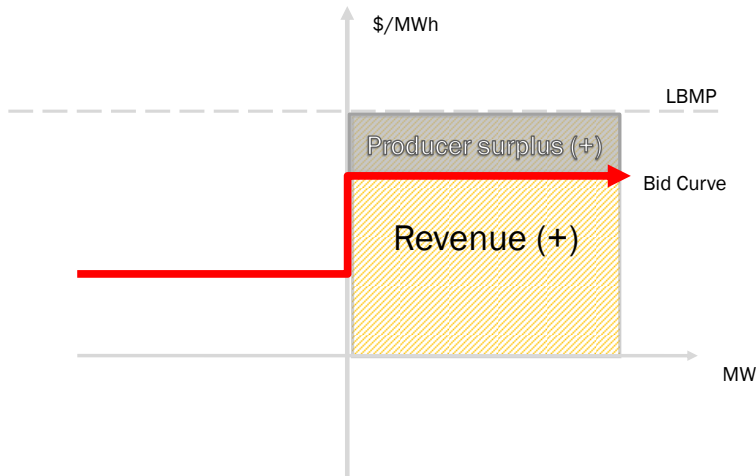 $/MWh
LBMP
Producer surplus (+)
Bid Curve
Revenue (+)
MW